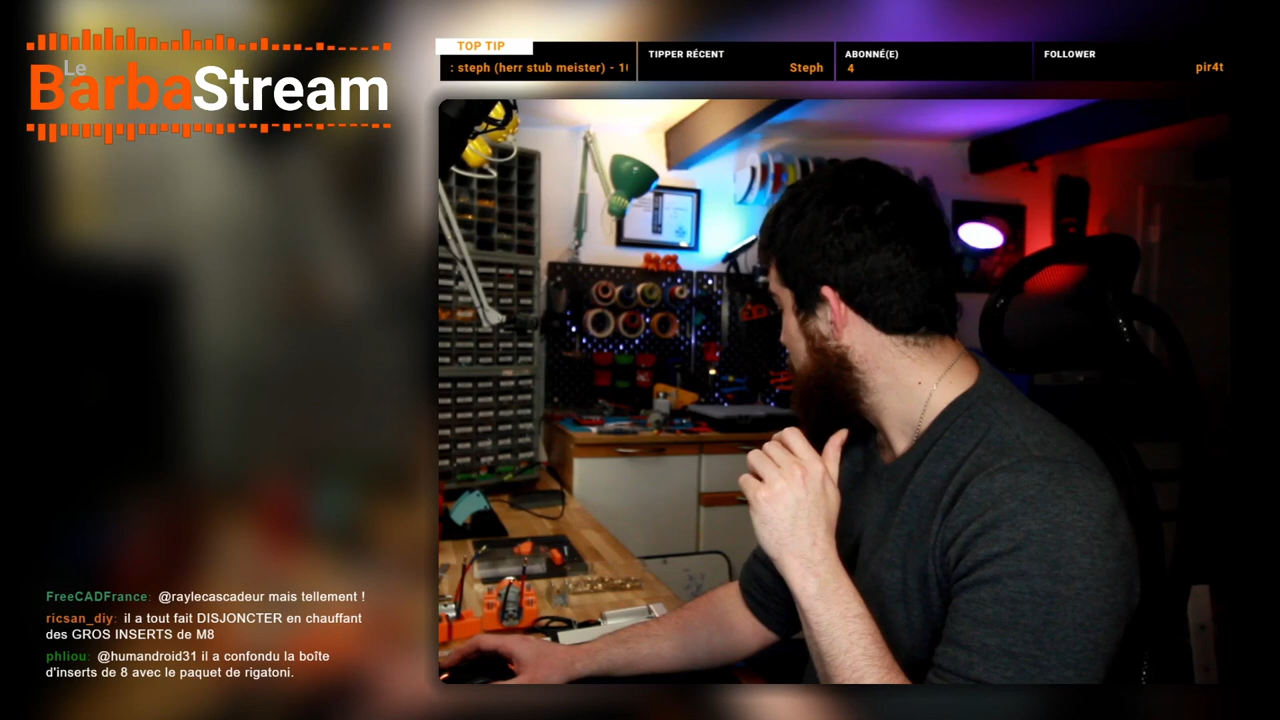 Le
BarbaStream
TOP TIP
: steph (herr stub meister) - 1
TIPPER RÉCENT
Steph
ABONNÉ(E)
4
FOLLOWER
pir4t
FreeCADFrance: @raylecascadeur mais tellement !
ricsan_diy: il a tout fait DISJONCTER en chauffant
des GROS INSERTS de M8
phliou: @humandroid31 il a confondu la boîte
d'inserts de 8 avec le paquet de rigatoni.